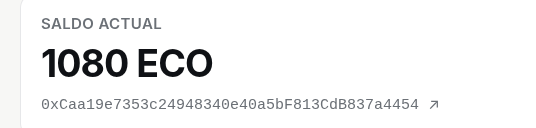 SALDO ACTUAL
1080 ECO
0xCaa19e7353c24948340e40a5bF813CdB837a4454 ↗